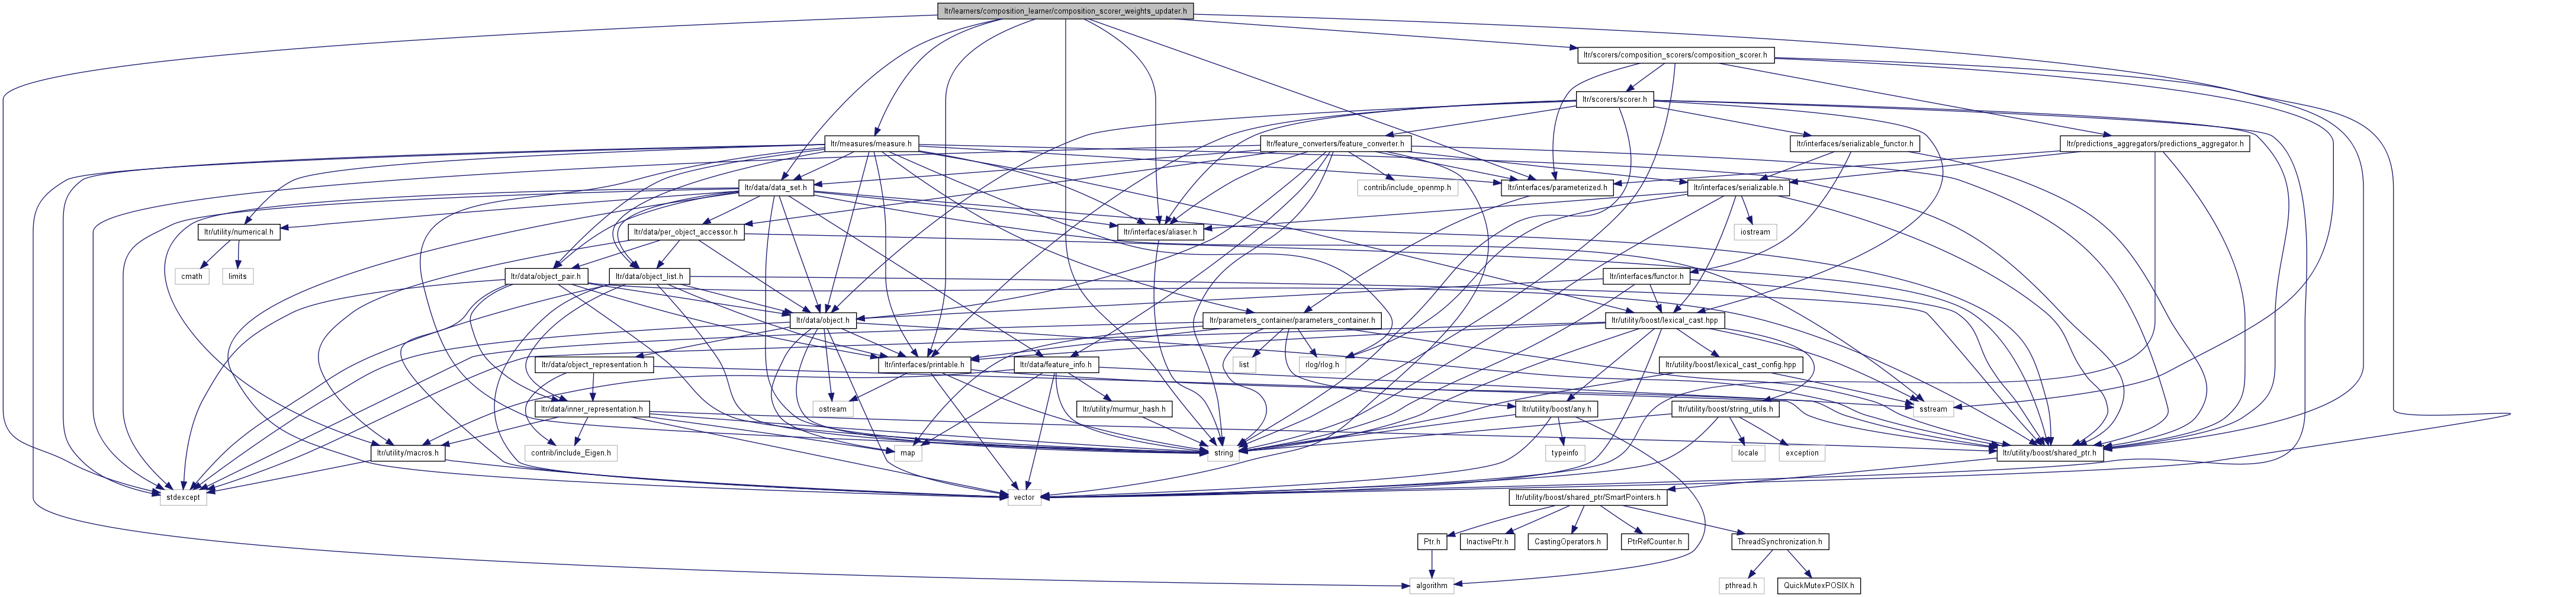 ltr/learners/composition_learner/composition_scorer_weights_updater.h
ltr/scorers/composition_scorers/composition_scorer.h
ltr/scorers/scorer.h
ltr/measures/measure.h
ltr/feature_converters/feature_converter.h
ltr/interfaces/serializable_functor.h
ltr/predictions_aggregators/predictions_aggregator.h
ltr/data/data_set.h
contrib/include_openmp.h
ltr/interfaces/parameterized.h
ltr/interfaces/serializable.h
ltr/utility/numerical.h
ltr/data/per_object_accessor.h
ltr/interfaces/aliaser.h
iostream
cmath
limits
ltr/data/object_pair.h
ltr/data/object_list.h
ltr/interfaces/functor.h
ltr/data/object.h
ltr/parameters_container/parameters_container.h
ltr/utility/boost/lexical_cast.hpp
ltr/data/object_representation.h
ltr/interfaces/printable.h
ltr/data/feature_info.h
list
rlog/rlog.h
ltr/utility/boost/lexical_cast_config.hpp
ltr/data/inner_representation.h
ostream
ltr/utility/murmur_hash.h
ltr/utility/boost/any.h
ltr/utility/boost/string_utils.h
sstream
ltr/utility/macros.h
contrib/include_Eigen.h
map
string
typeinfo
locale
exception
ltr/utility/boost/shared_ptr.h
stdexcept
vector
ltr/utility/boost/shared_ptr/SmartPointers.h
Ptr.h
InactivePtr.h
CastingOperators.h
PtrRefCounter.h
ThreadSynchronization.h
algorithm
pthread.h
QuickMutexPOSIX.h